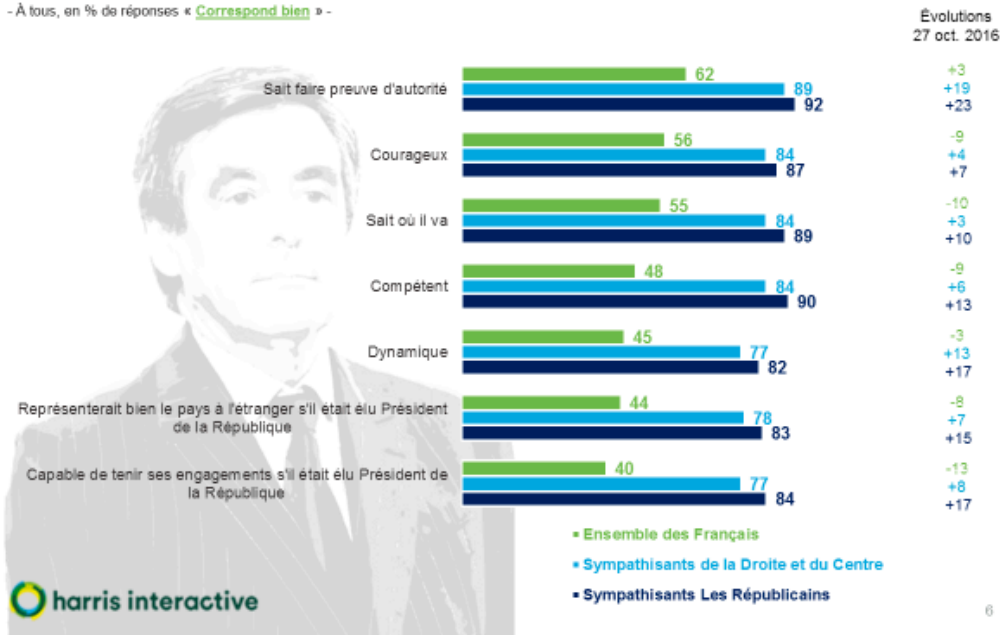 - À tous, en % de réponses « Correspond bien » -
Évolutions
27 oct. 2016
Sait faire preuve d'autorité
62
89
92
+3
+19
+23
Courageux
56
84
87
-9
+4
+7
Sait où il va
55
84
89
-10
+3
+10
Compétent
48
84
90
-9
+6
+13
Dynamique
45
77
82
-3
+13
+17
Représenterait bien le pays à l'étranger s'il était élu Président
de la République
44
78
83
-8
+7
+15
Capable de tenir ses engagements s'il était élu Président de
la République
40
77
84
-13
+8
+17
Ensemble des Français
Sympathisants de la Droite et du Centre
Sympathisants Les Républicains
harris interactive
6